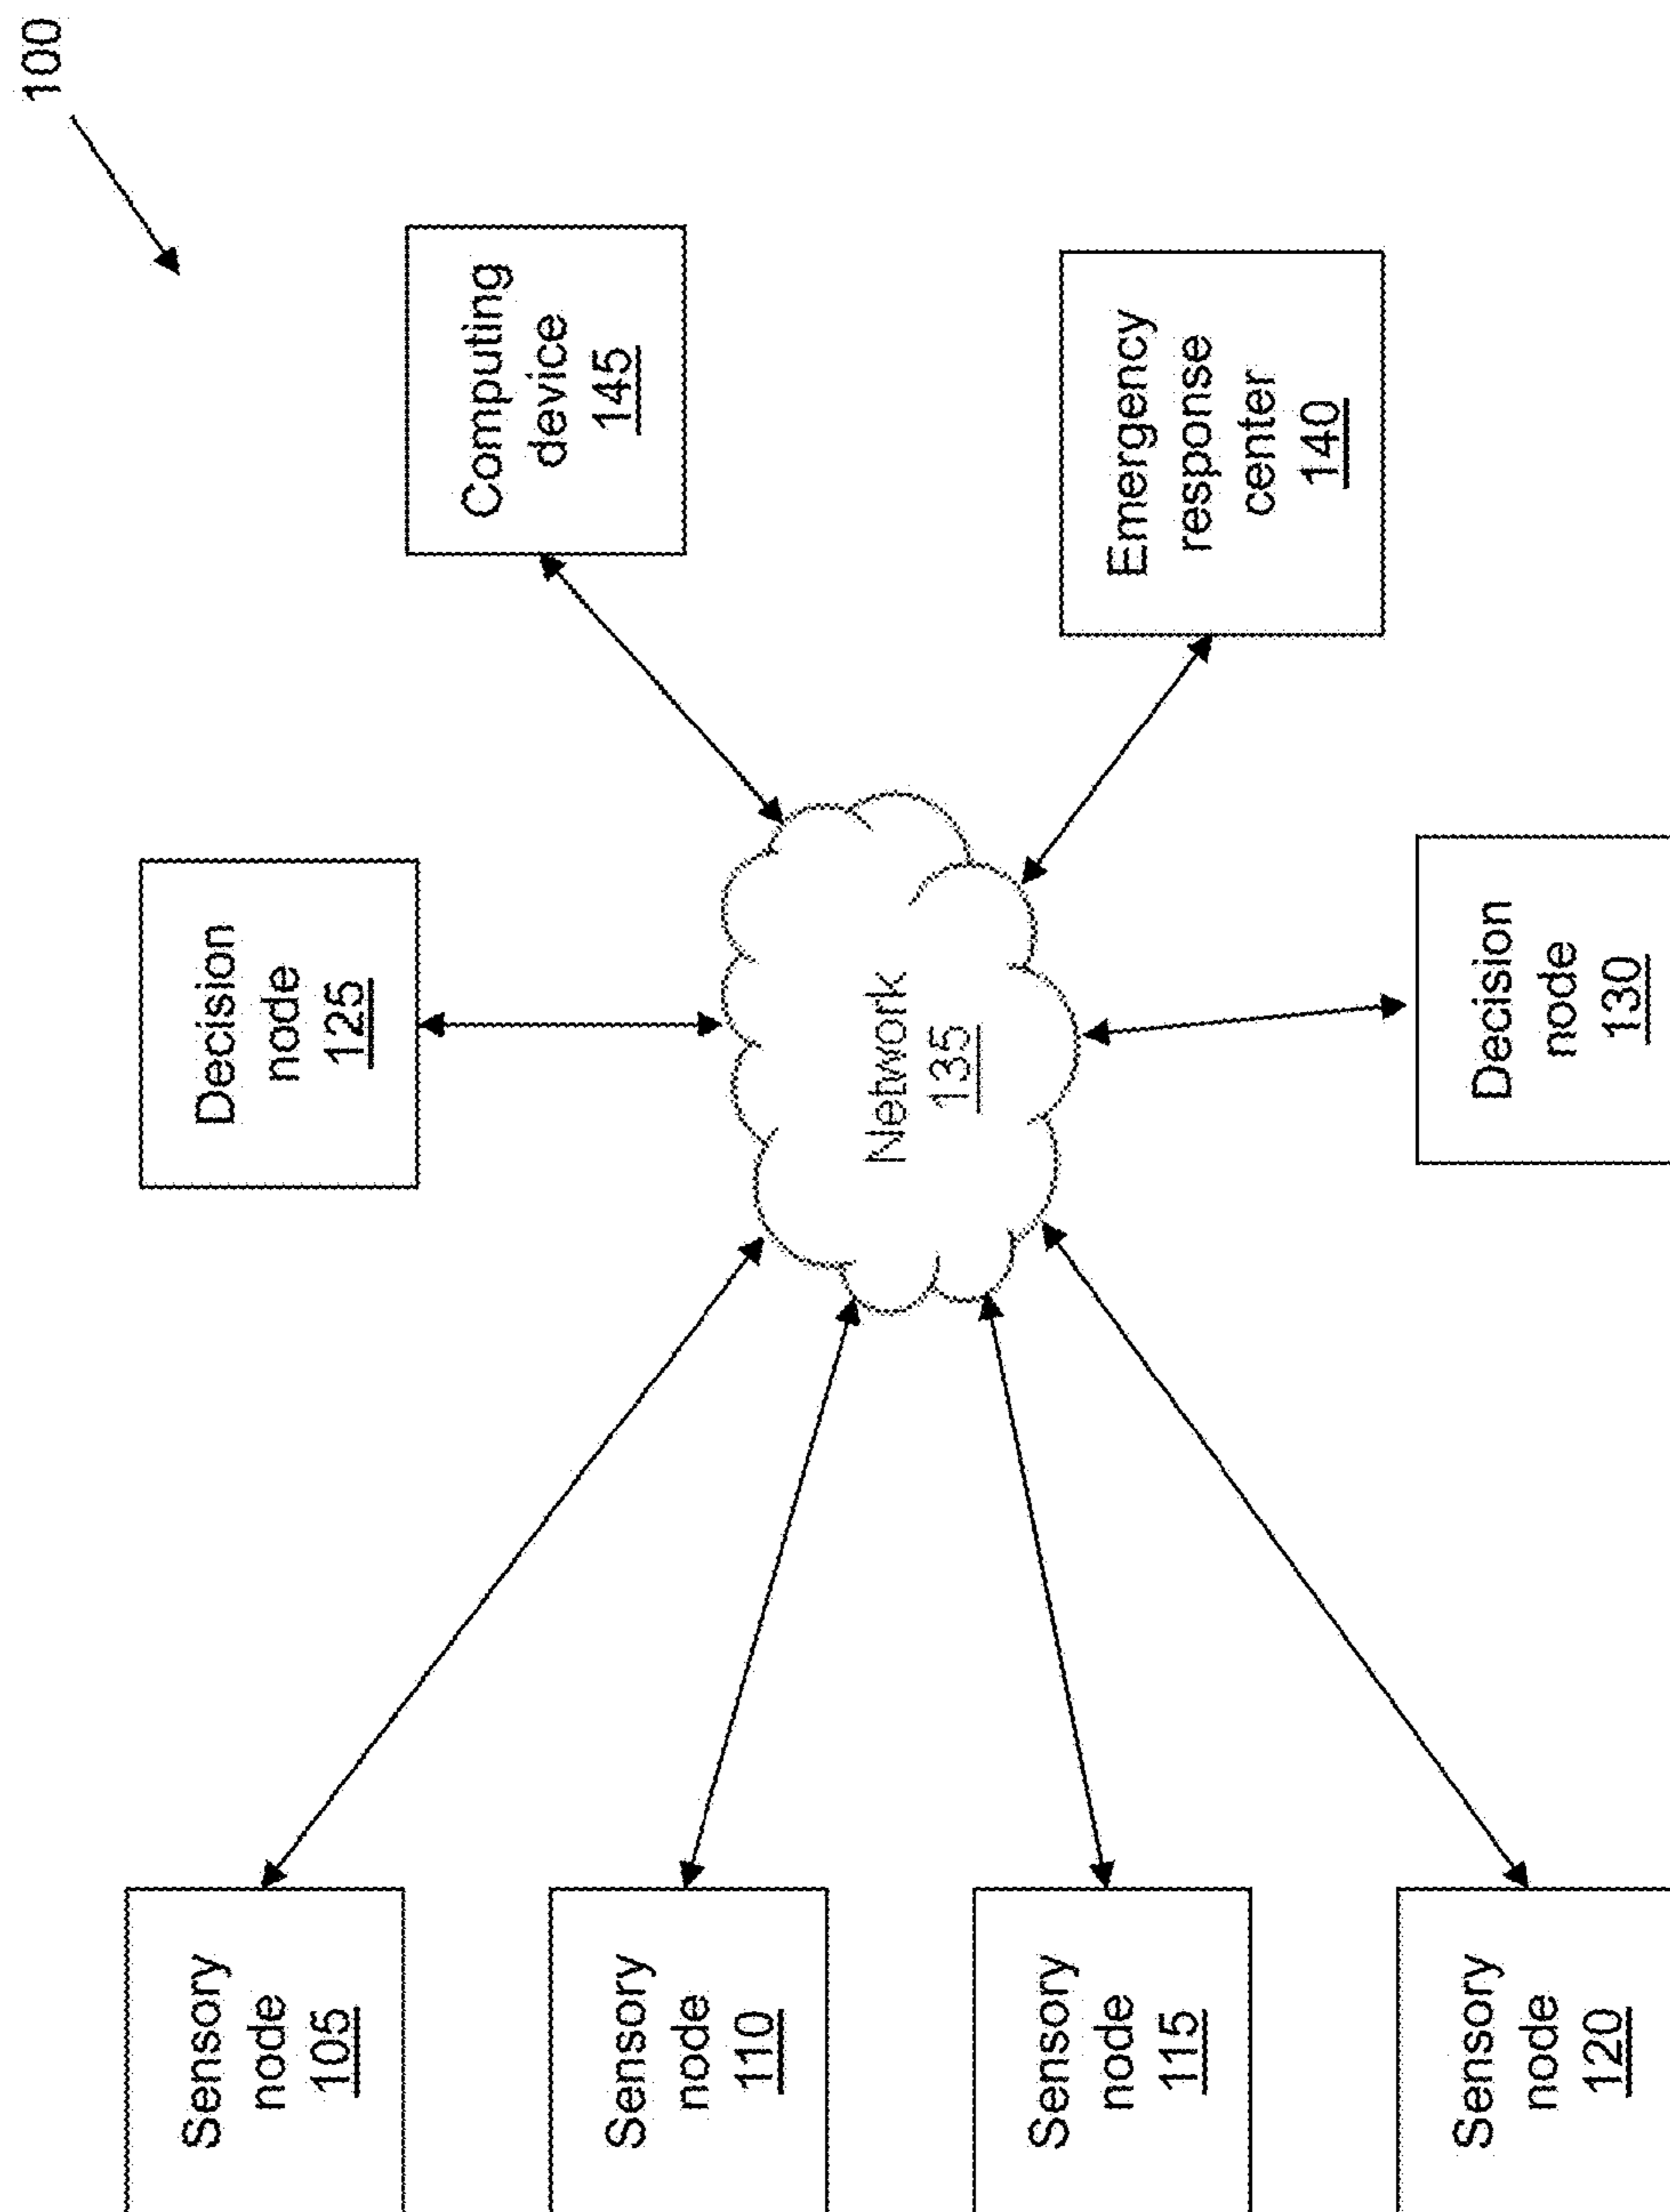 100
Sensory
node
105
Sensory
node
110
Sensory
node
115
Sensory
node
120
Decision
node
125
Network
135
Decision
node
130
Computing
device
145
Emergency
response
center
140